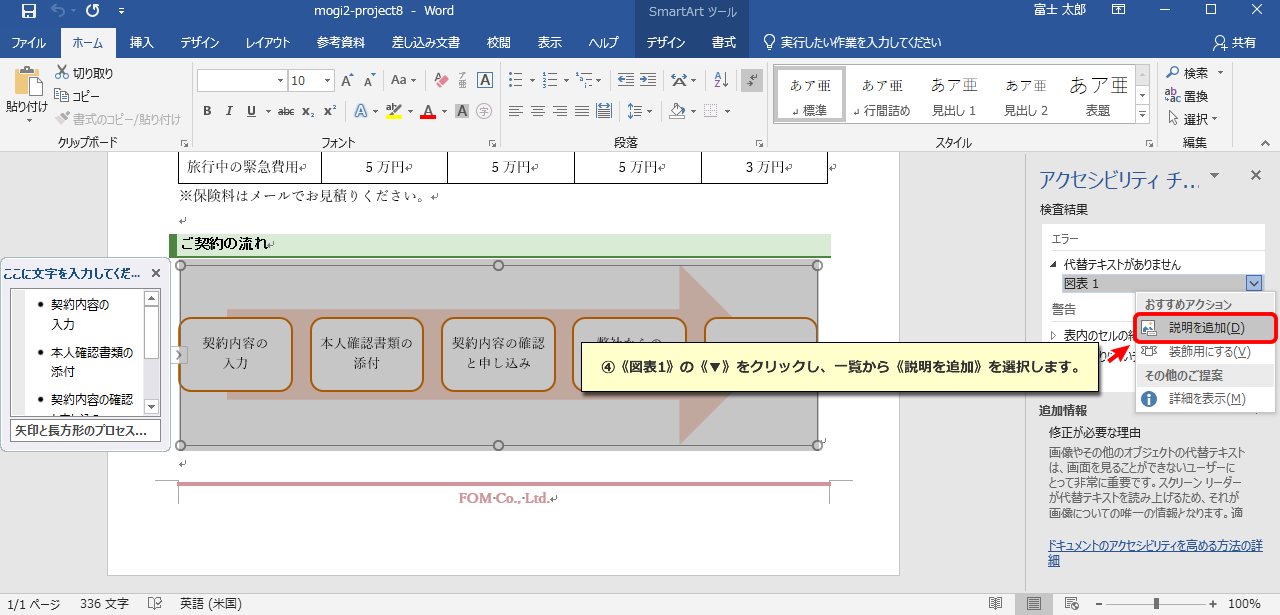 mogi2-project8 - Word
SmartArt ツール
富士 太郎
ファイル ホーム 挿入 デザイン レイアウト 参考資料 差し込み文書 校閲 表示 ヘルプ デザイン 書式 実行したい作業を入力してください 共有
貼り付け
切り取り
コピー
書式のコピー/貼り付け
クリップボード
10
フォント
段落
あア亜 あア亜 あア亜 あア亜 あア亜
標準 行間詰め 見出し 1 見出し 2 表題
スタイル
検索
置換
選択
編集
旅行中の緊急費用 5 万円 5 万円 5 万円 3 万円
※保険料はメールでお見積りください。
ご契約の流れ
ここに文字を入力してくだ...
契約内容の
入力
本人確認書類の
添付
契約内容の確認
矢印と長方形のプロセス...
契約内容の
入力
本人確認書類の
添付
契約内容の確認
と申し込み
④《図表1》の《▼》をクリックし、一覧から《説明を追加》を選択します。
FOM·Co.,·Ltd.
アクセシビリティ チ...
検査結果
エラー
代替テキストがありません
図表 1
警告
表内のセルの
おすすめアクション
説明を追加(D)
装飾用にする(V)
その他のご提案
詳細を表示(M)
追加情報
修正が必要な理由
画像やその他のオブジェクトの代替テキスト
は、画面を見ることができないユーザーに
とって非常に重要です。スクリーン リーダー
が代替テキストを読み上げるため、それが
画像についての唯一の情報となります。適
ドキュメントのアクセシビリティを高める方法の詳
細
1/1 ページ 336 文字 英語 (米国)
100%